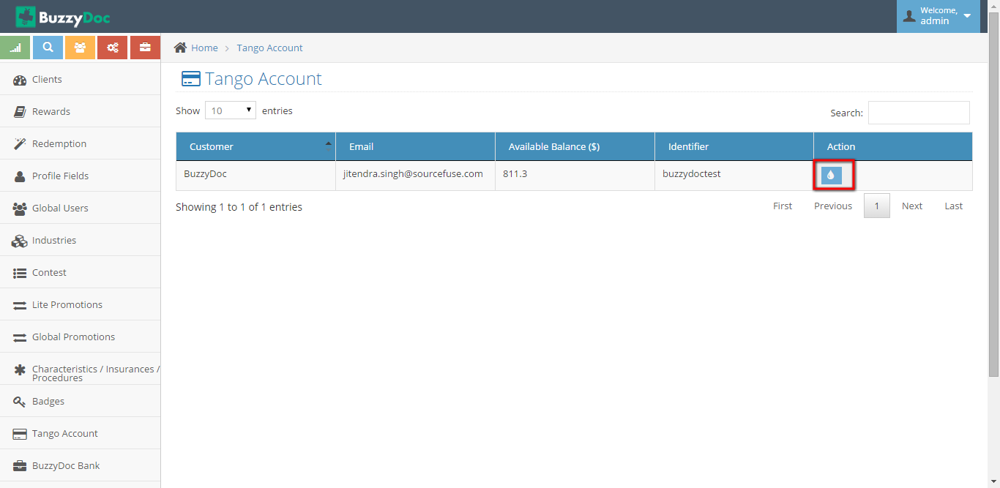 BuzzyDoc
Welcome,
admin
Home
Tango Account
Clients
Rewards
Redemption
Profile Fields
Global Users
Industries
Contest
Lite Promotions
Global Promotions
Characteristics / Insurances /
Procedures
Badges
Tango Account
BuzzyDoc Bank
Tango Account
Show 10 entries
Search:
Customer Email Available Balance ($) Identifier Action
BuzzyDoc jitendra.singh@sourcefuse.com 811.3 buzzydoctest
Showing 1 to 1 of 1 entries
First Previous 1 Next Last